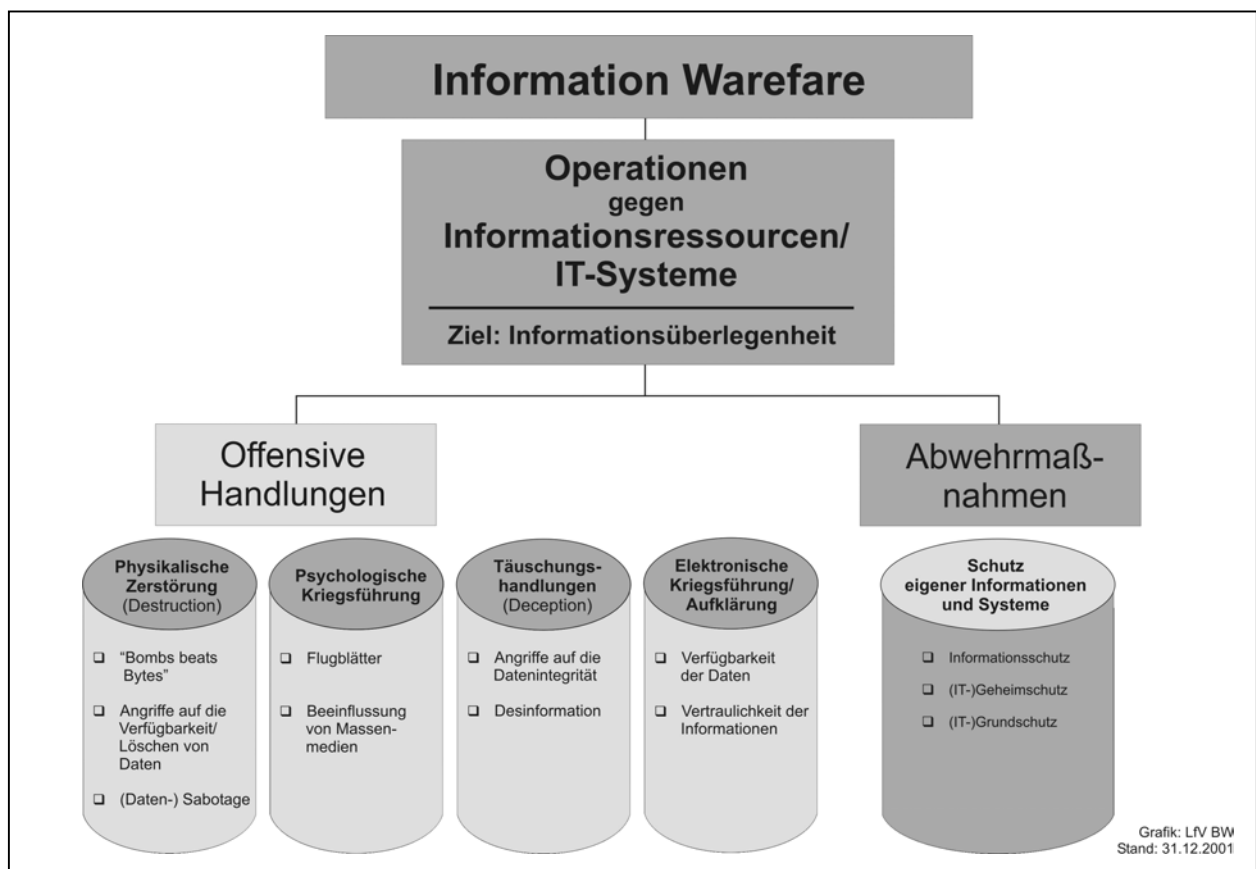 Information Warefare
Operationen
gegen
Informationsressourcen/
IT-Systeme
Ziel: Informationsüberlegenheit
Offensive
Handlungen
Abwehrmaß-
nahmen
Physikalische
Zerstörung
(Destruction)
❑ “Bombs beats
Bytes”
❑ Angriffe auf die
Verfügbarkeit/
Löschen von
Daten
❑ (Daten-) Sabotage
Psychologische
Kriegsführung
❑ Flugblätter
❑ Beeinflussung
von Massen-
medien
Täuschungs-
handlungen
(Deception)
❑ Angriffe auf die
Datenintegrität
❑ Desinformation
Elektronische
Kriegsführung/
Aufklärung
❑ Verfügbarkeit
der Daten
❑ Vertraulichkeit der
Informationen
Schutz
eigener Informationen
und Systeme
❑ Informationsschutz
❑ (IT-)Geheimschutz
❑ (IT-)Grundschutz
Grafik: LfV BW
Stand: 31.12.2001